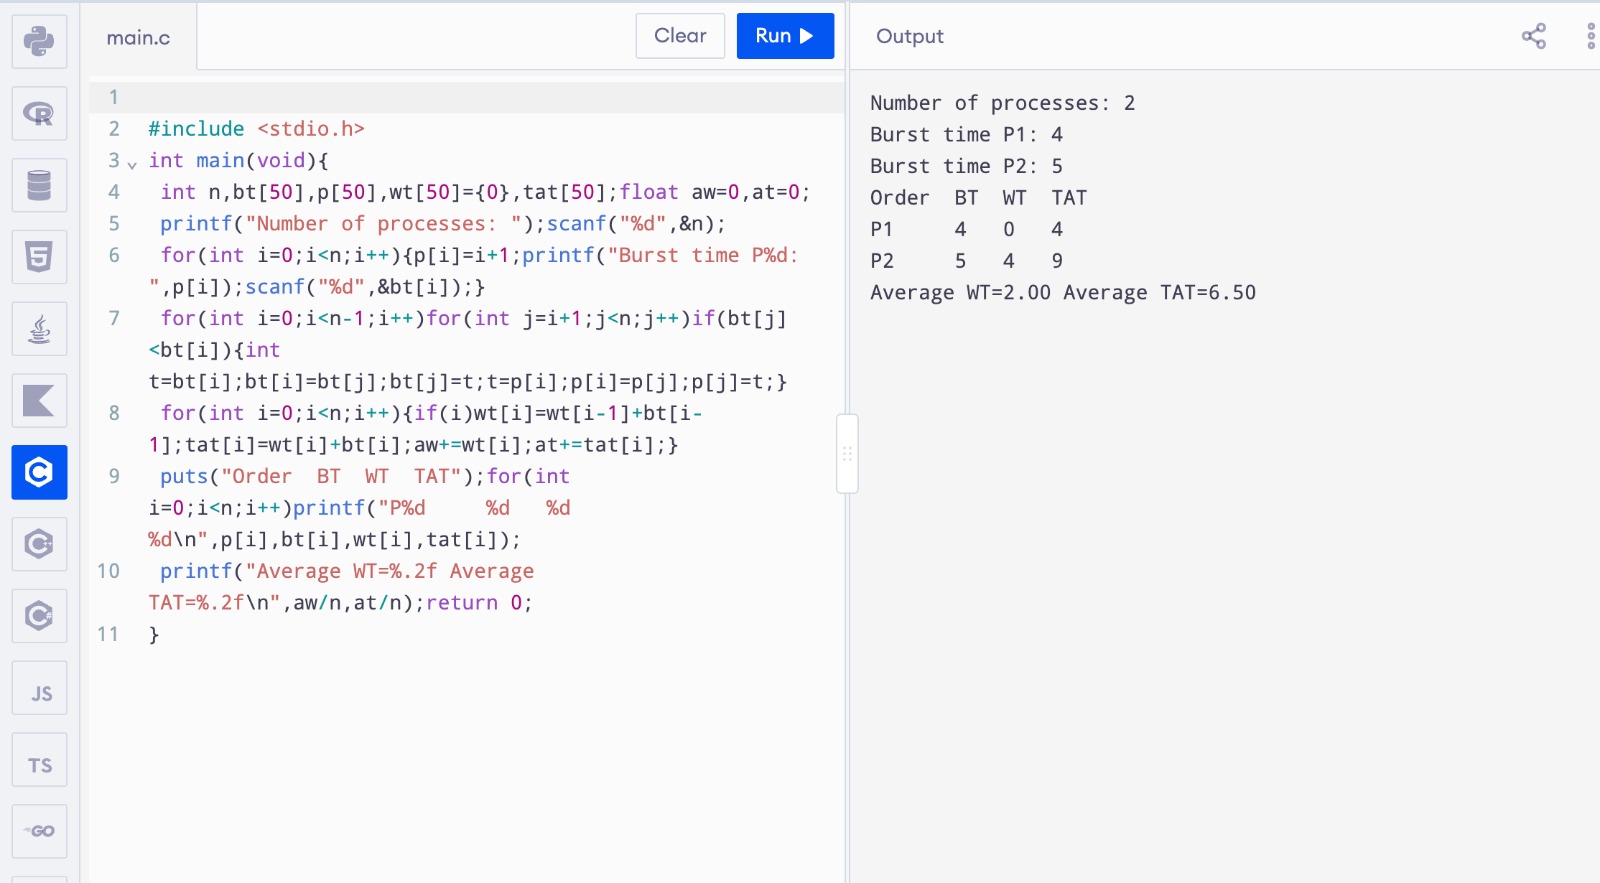 main.c
Clear
Run
Output
1
2 #include <stdio.h>
3 int main(void){
4  int n,bt[50],p[50],wt[50]={0},tat[50];float aw=0,at=0;
5  printf("Number of processes: ");scanf("%d",&n);
6  for(int i=0;i<n;i++){p[i]=i+1;printf("Burst time P%d:
",p[i]);scanf("%d",&bt[i]);}
7  for(int i=0;i<n-1;i++)for(int j=i+1;j<n;j++)if(bt[j]
<bt[i]){int
t=bt[i];bt[i]=bt[j];bt[j]=t;t=p[i];p[i]=p[j];p[j]=t;}
8  for(int i=0;i<n;i++){if(i)wt[i]=wt[i-1]+bt[i-
1];tat[i]=wt[i]+bt[i];aw+=wt[i];at+=tat[i];}
9  puts("Order  BT  WT  TAT");for(int
i=0;i<n;i++)printf("P%d     %d   %d
%d\n",p[i],bt[i],wt[i],tat[i]);
10  printf("Average WT=%.2f Average
TAT=%.2f\n",aw/n,at/n);return 0;
11 }
Number of processes: 2
Burst time P1: 4
Burst time P2: 5
Order  BT  WT  TAT
P1     4   0   4
P2     5   4   9
Average WT=2.00 Average TAT=6.50
R
5
C
C++
C#
JS
TS
GO